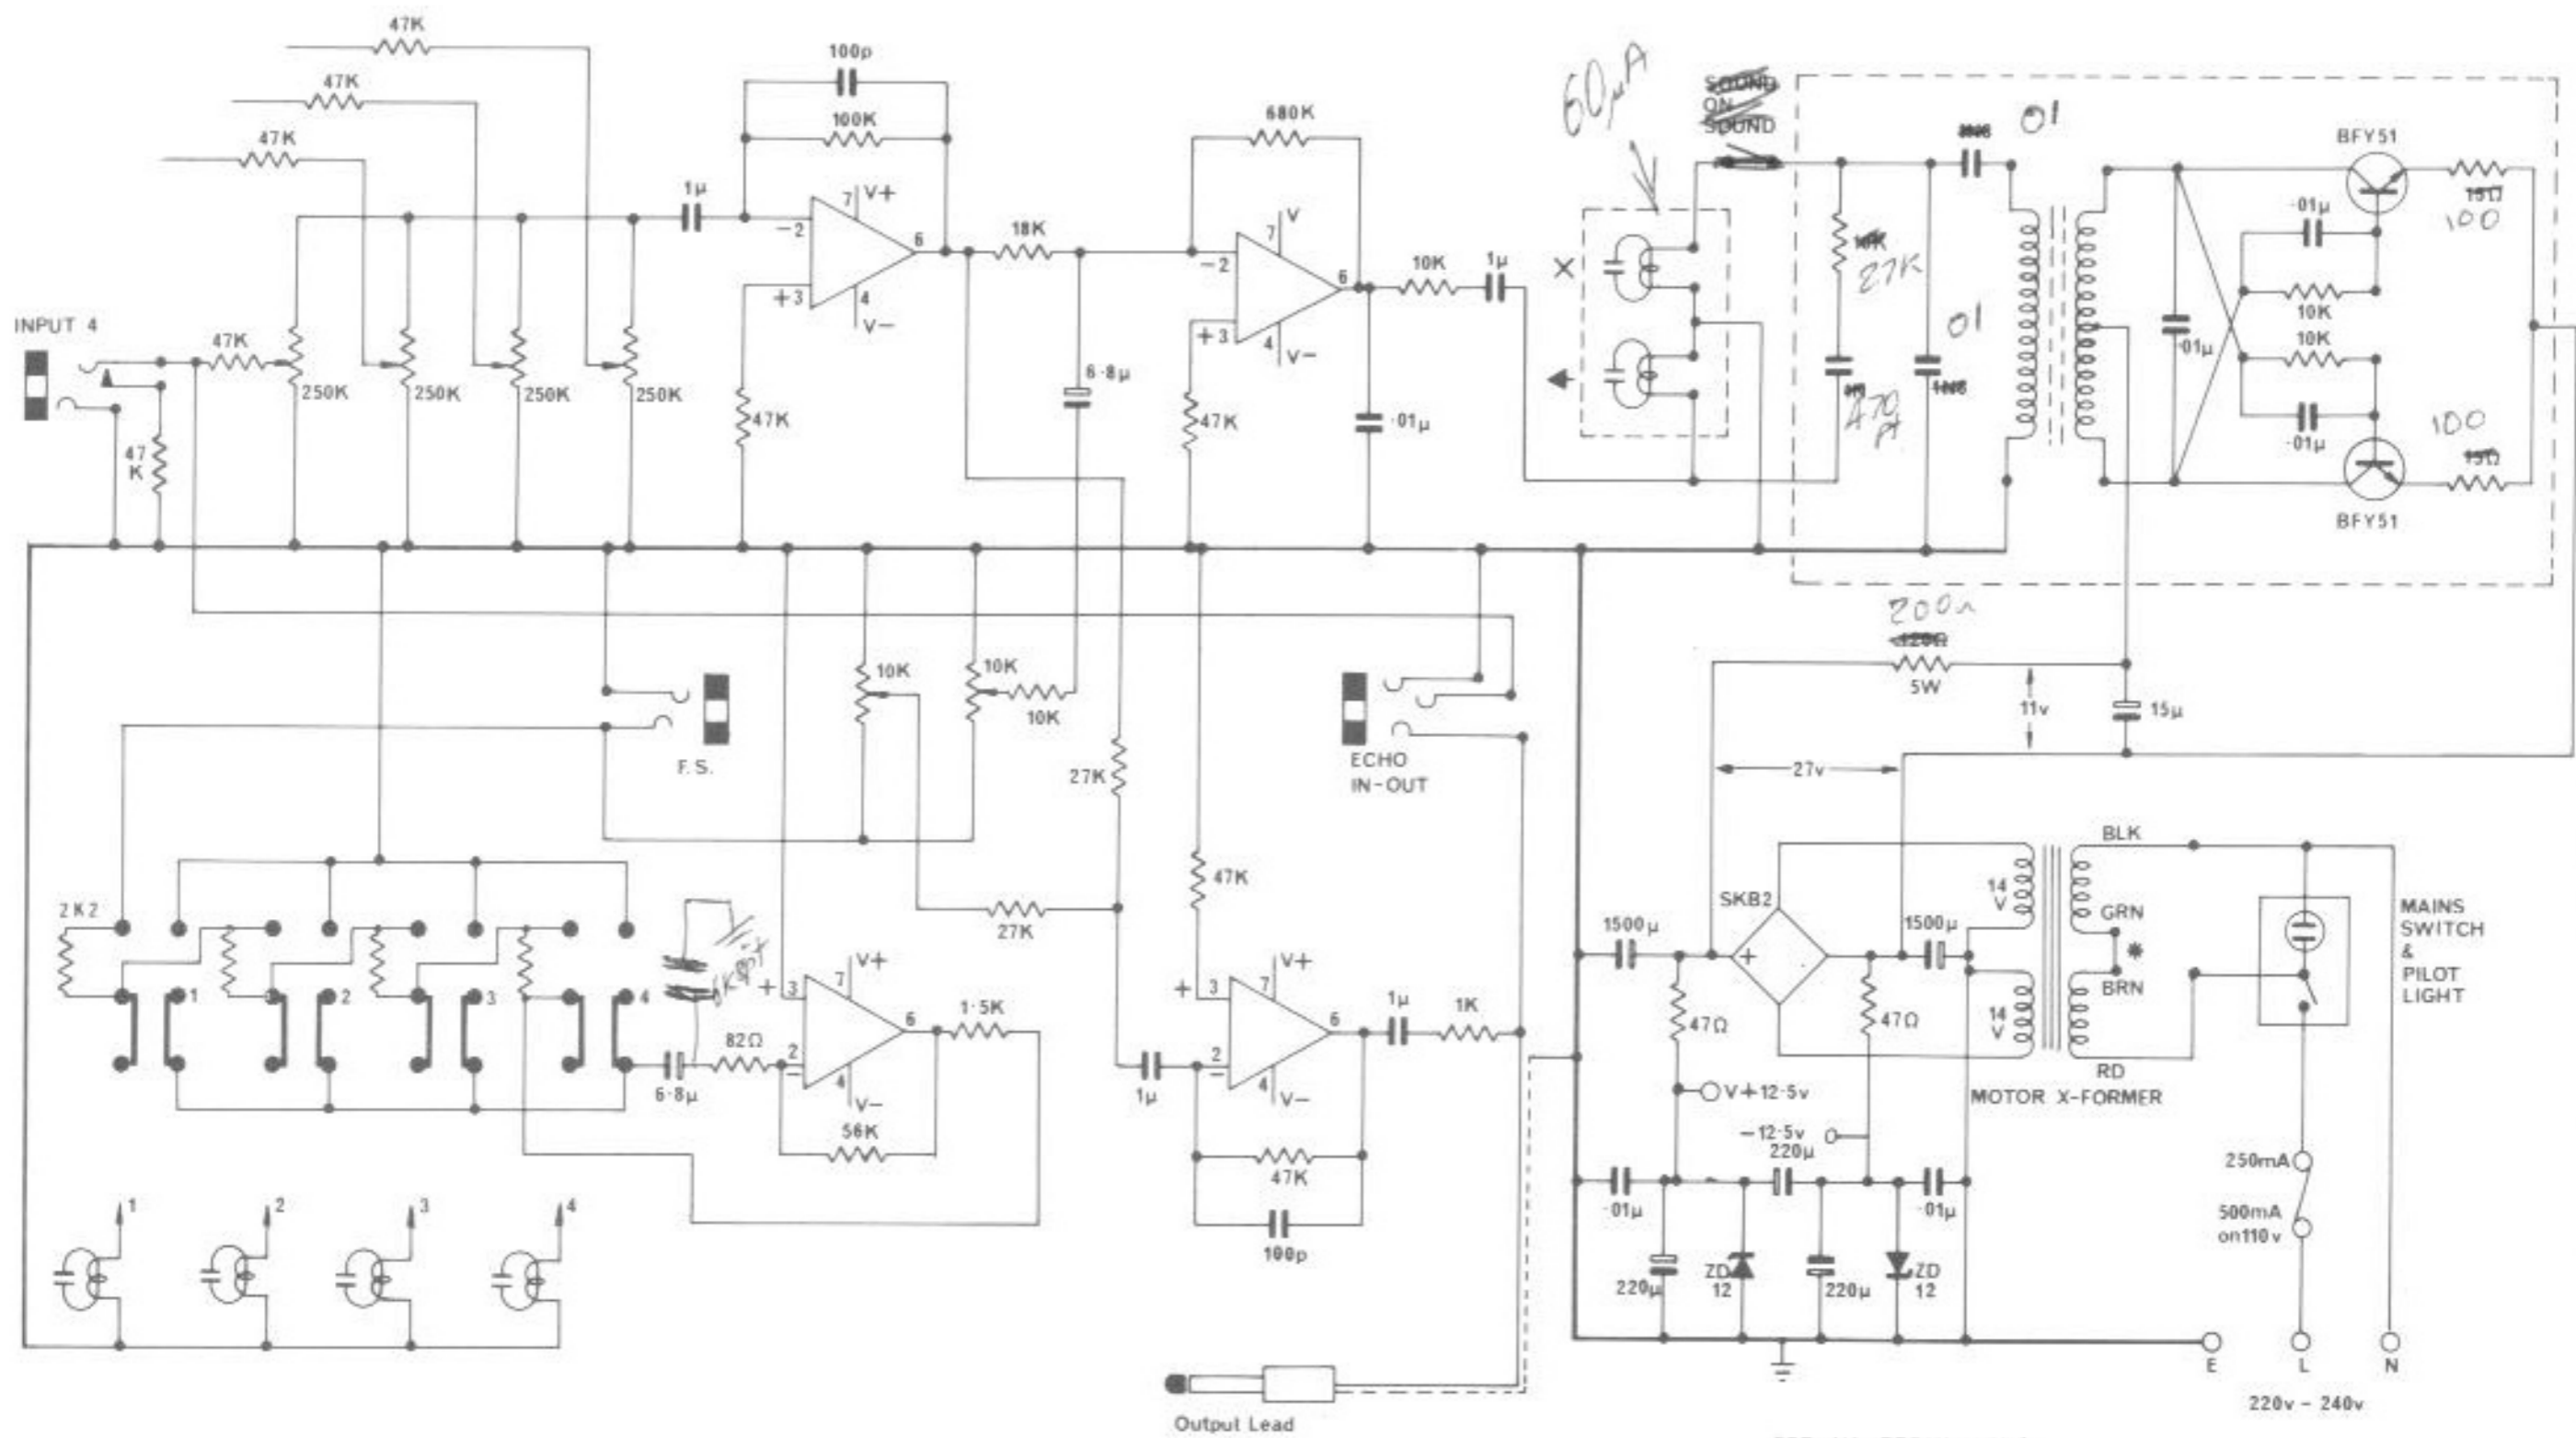 47K
47K
47K
100p
100K
1µ
7
V+
−2
6
+3
4
V−
18K
680K
7
V
−2
6
+3
4
V−
10K
1µ
60µA
SOUND
ON
SOUND
X
27K
470
pf
01
01
BFY51
15Ω
100
·01µ
10K
10K
·01µ
·01µ
100
15Ω
BFY51
INPUT 4
47K
250K
250K
250K
250K
47
K
47K
6·8µ
47K
·01µ
200Ω
120Ω
5W
11v
15µ
27v
F.S.
10K
10K
10K
27K
27K
ECHO
IN-OUT
2K2
1
2
3
4
6·8µ
82Ω
+
3
7
V+
2
−
4
V−
6
1·5K
56K
47K
1µ
+
3
7
V+
2
−
4
V−
6
1µ
1K
47K
100p
1
2
3
4
Output Lead
1500µ
SKB2
+
1500µ
14
V
14
V
BLK
GRN
*
BRN
RD
MOTOR X-FORMER
MAINS
SWITCH
&
PILOT
LIGHT
47Ω
47Ω
V+12·5v
−12·5v
220µ
·01µ
·01µ
220µ
ZD
12
220µ
ZD
12
250mA
500mA
on110v
E
L
N
220v – 240v